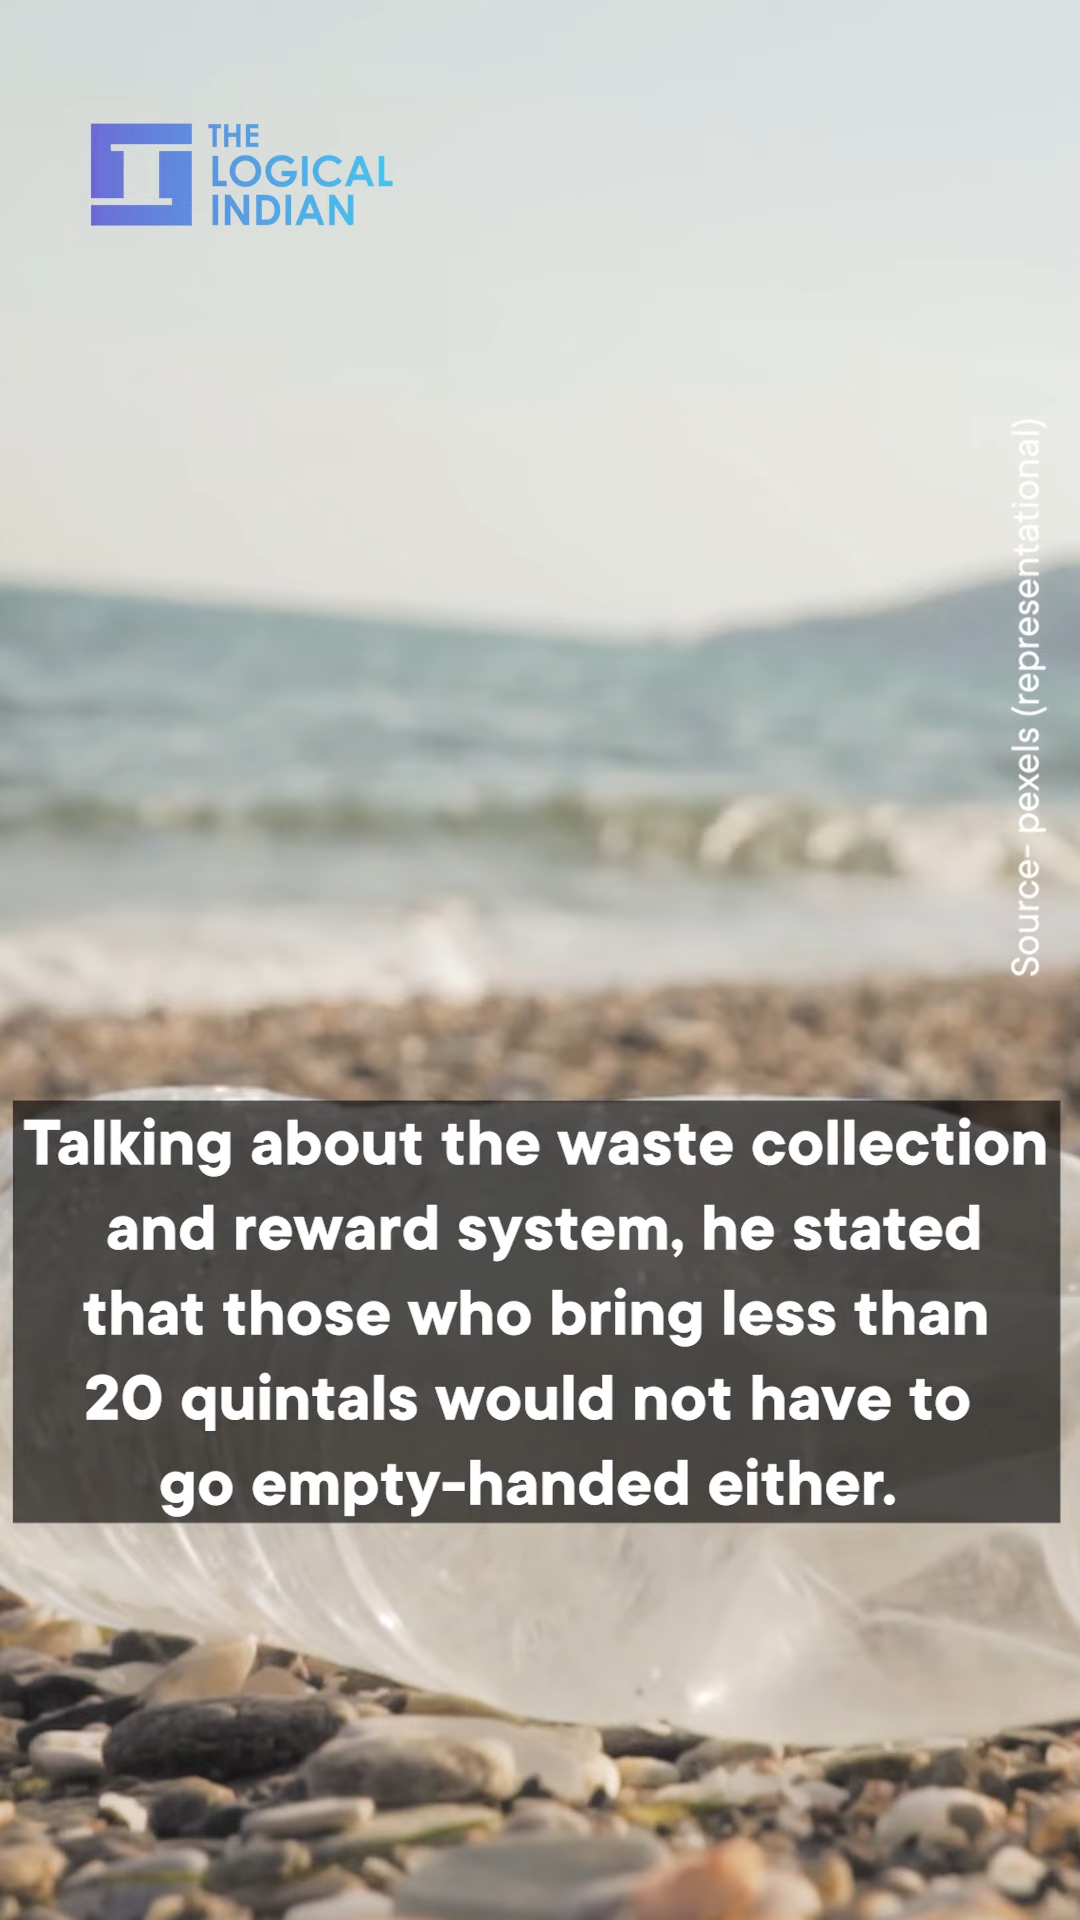 THE
LOGICAL
INDIAN
Source- pexels (representational)
Talking about the waste collection
and reward system, he stated
that those who bring less than
20 quintals would not have to
go empty-handed either.